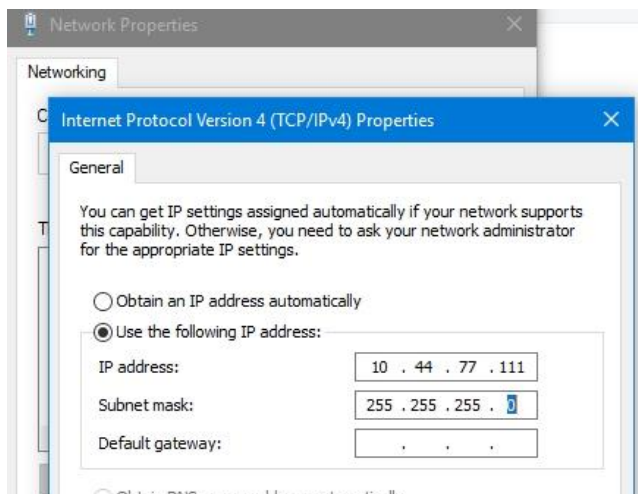 Network Properties
Networking
C
Internet Protocol Version 4 (TCP/IPv4) Properties
General
You can get IP settings assigned automatically if your network supports
this capability. Otherwise, you need to ask your network administrator
for the appropriate IP settings.
T
Obtain an IP address automatically
Use the following IP address:
IP address: 10 . 44 . 77 . 111
Subnet mask: 255 . 255 . 255 . 0
Default gateway: . . .